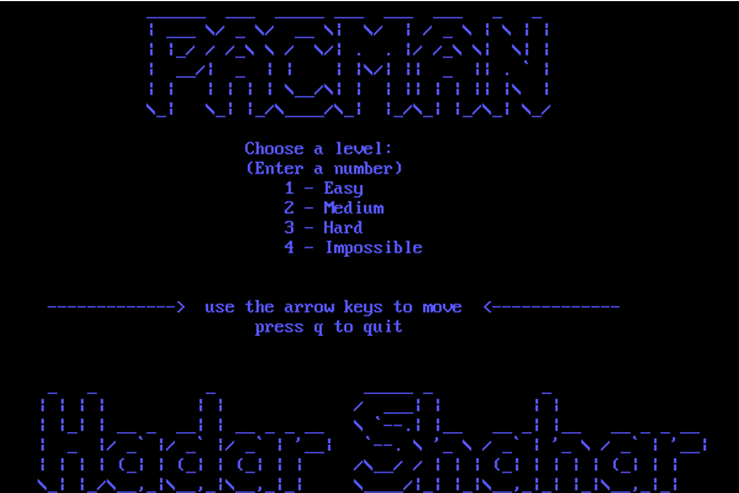 PACMAN
Choose a level:
(Enter a number)
1 - Easy
2 - Medium
3 - Hard
4 - Impossible
-------------> use the arrow keys to move <-------------
press q to quit
Hadar Shahar